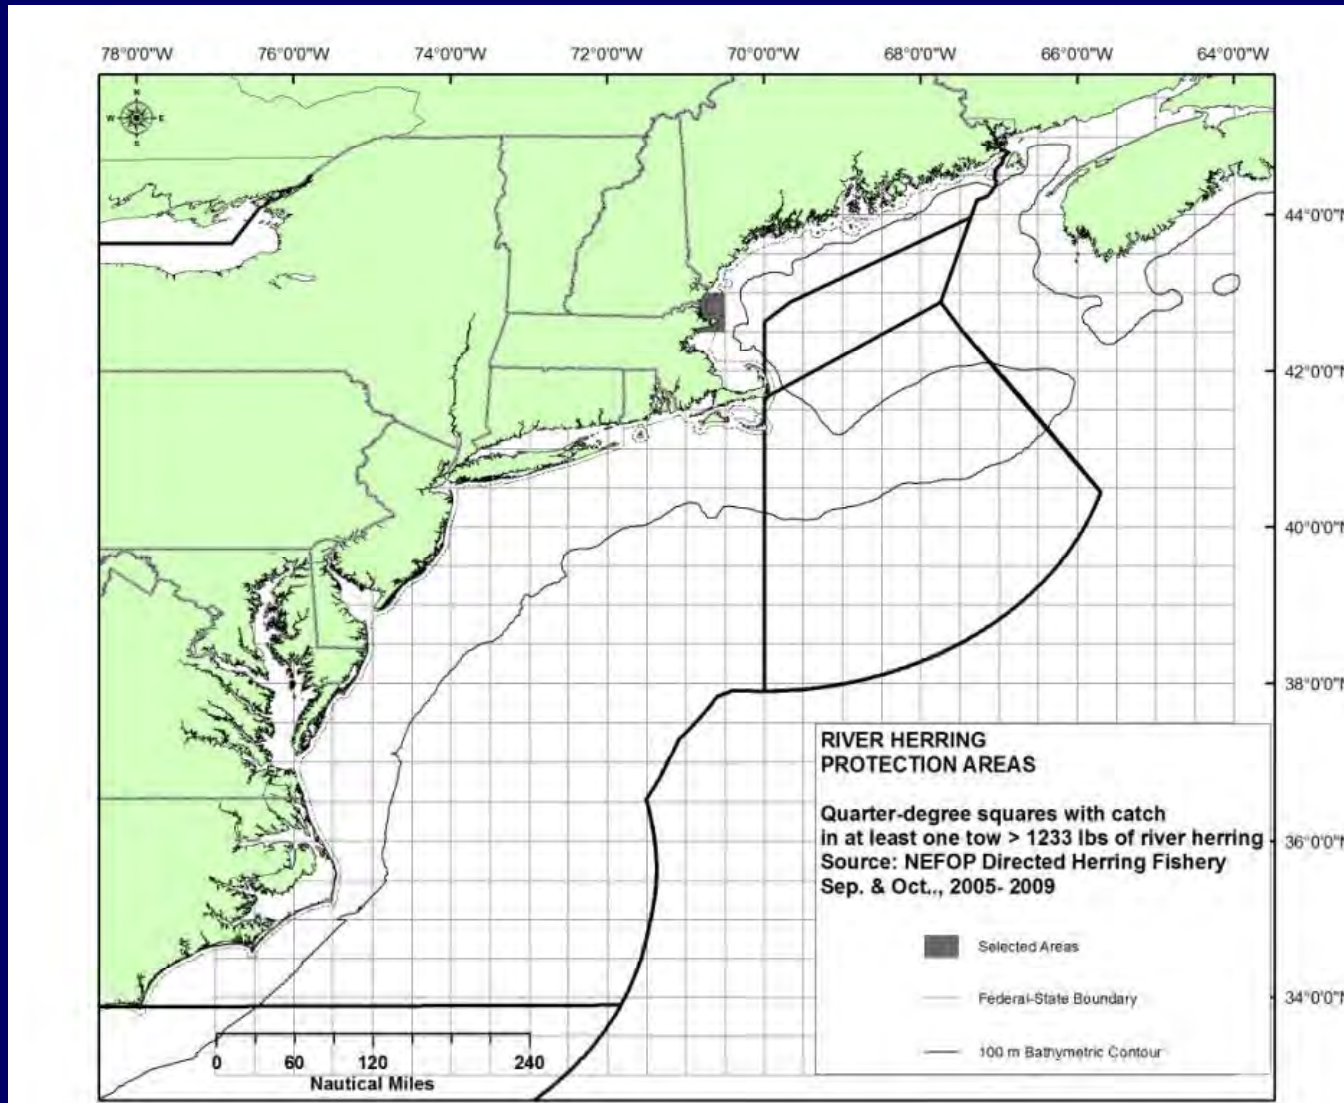 78°0'0"W 76°0'0"W 74°0'0"W 72°0'0"W 70°0'0"W 68°0'0"W 66°0'0"W 64°0'0"W
N
W E
S
44°0'0"N
42°0'0"N
40°0'0"N
38°0'0"N
36°0'0"N
34°0'0"N
RIVER HERRING
PROTECTION AREAS
Quarter-degree squares with catch
in at least one tow > 1233 lbs of river herring
Source: NEFOP Directed Herring Fishery
Sep. & Oct.., 2005- 2009
Selected Areas
Federal-State Boundary
100 m Bathymetric Contour
0 60 120 240
Nautical Miles